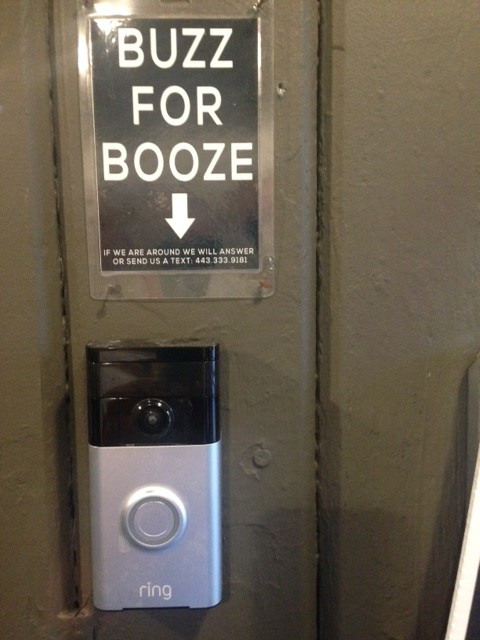 BUZZ
FOR
BOOZE
IF WE ARE AROUND WE WILL ANSWER
OR SEND US A TEXT: 443.333.9181
ring